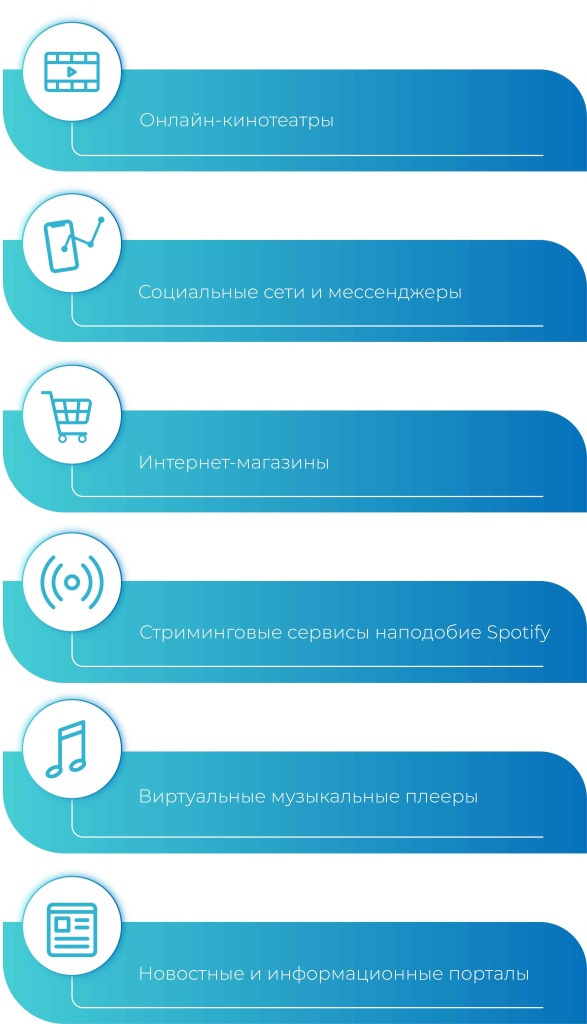 Онлайн-кинотеатры
Социальные сети и мессенджеры
Интернет-магазины
Стриминговые сервисы наподобие Spotify
Виртуальные музыкальные плееры
Новостные и информационные порталы